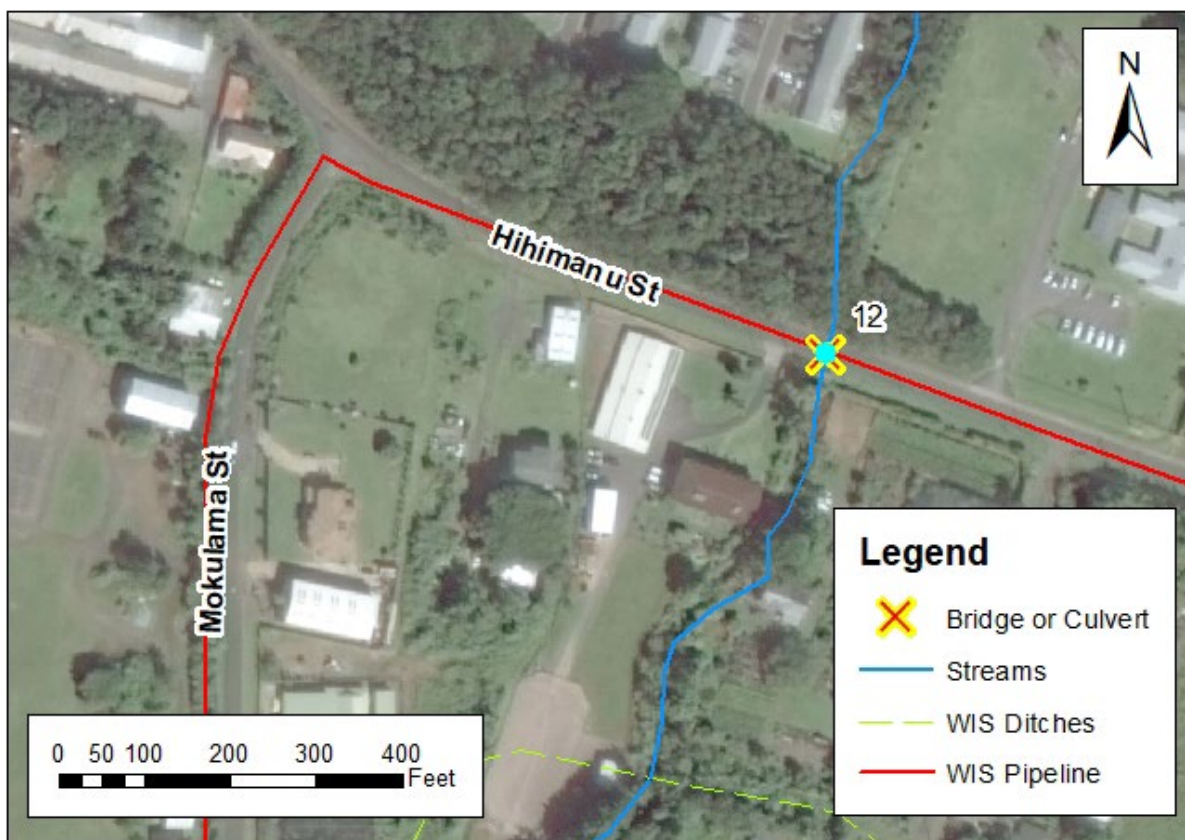 N
Hihimanu St
12
Mokulama St
Legend
Bridge or Culvert
Streams
WIS Ditches
WIS Pipeline
0 50 100 200 300 400
Feet